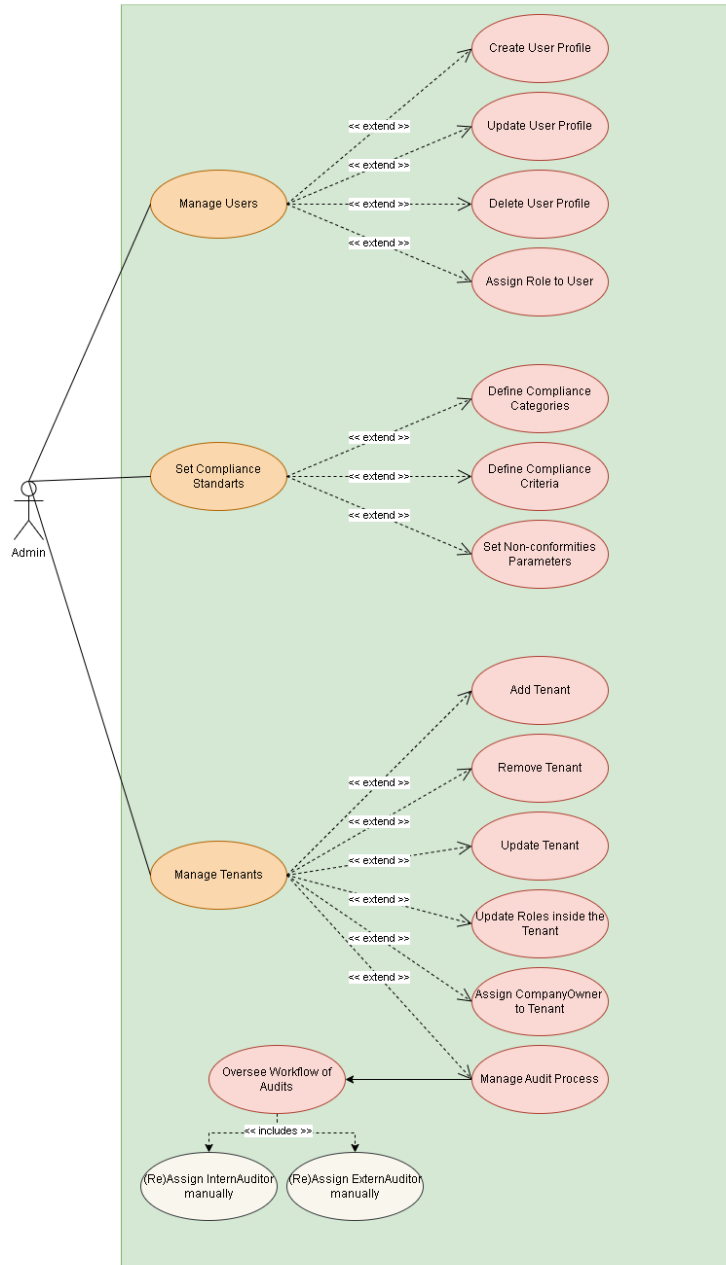 Create User Profile
<< extend >>
Update User Profile
<< extend >>
Manage Users
<< extend >>
Delete User Profile
<< extend >>
Assign Role to User
Define Compliance
Categories
<< extend >>
Set Compliance
Standarts
<< extend >>
Define Compliance
Criteria
<< extend >>
Set Non-conformities
Parameters
Admin
Add Tenant
<< extend >>
Remove Tenant
<< extend >>
Update Tenant
<< extend >>
Manage Tenants
<< extend >>
Update Roles inside the
Tenant
<< extend >>
<< extend >>
Assign CompanyOwner
to Tenant
Oversee Workflow of
Audits
Manage Audit Process
<< includes >>
(Re)Assign InternAuditor
manually
(Re)Assign ExternAuditor
manually